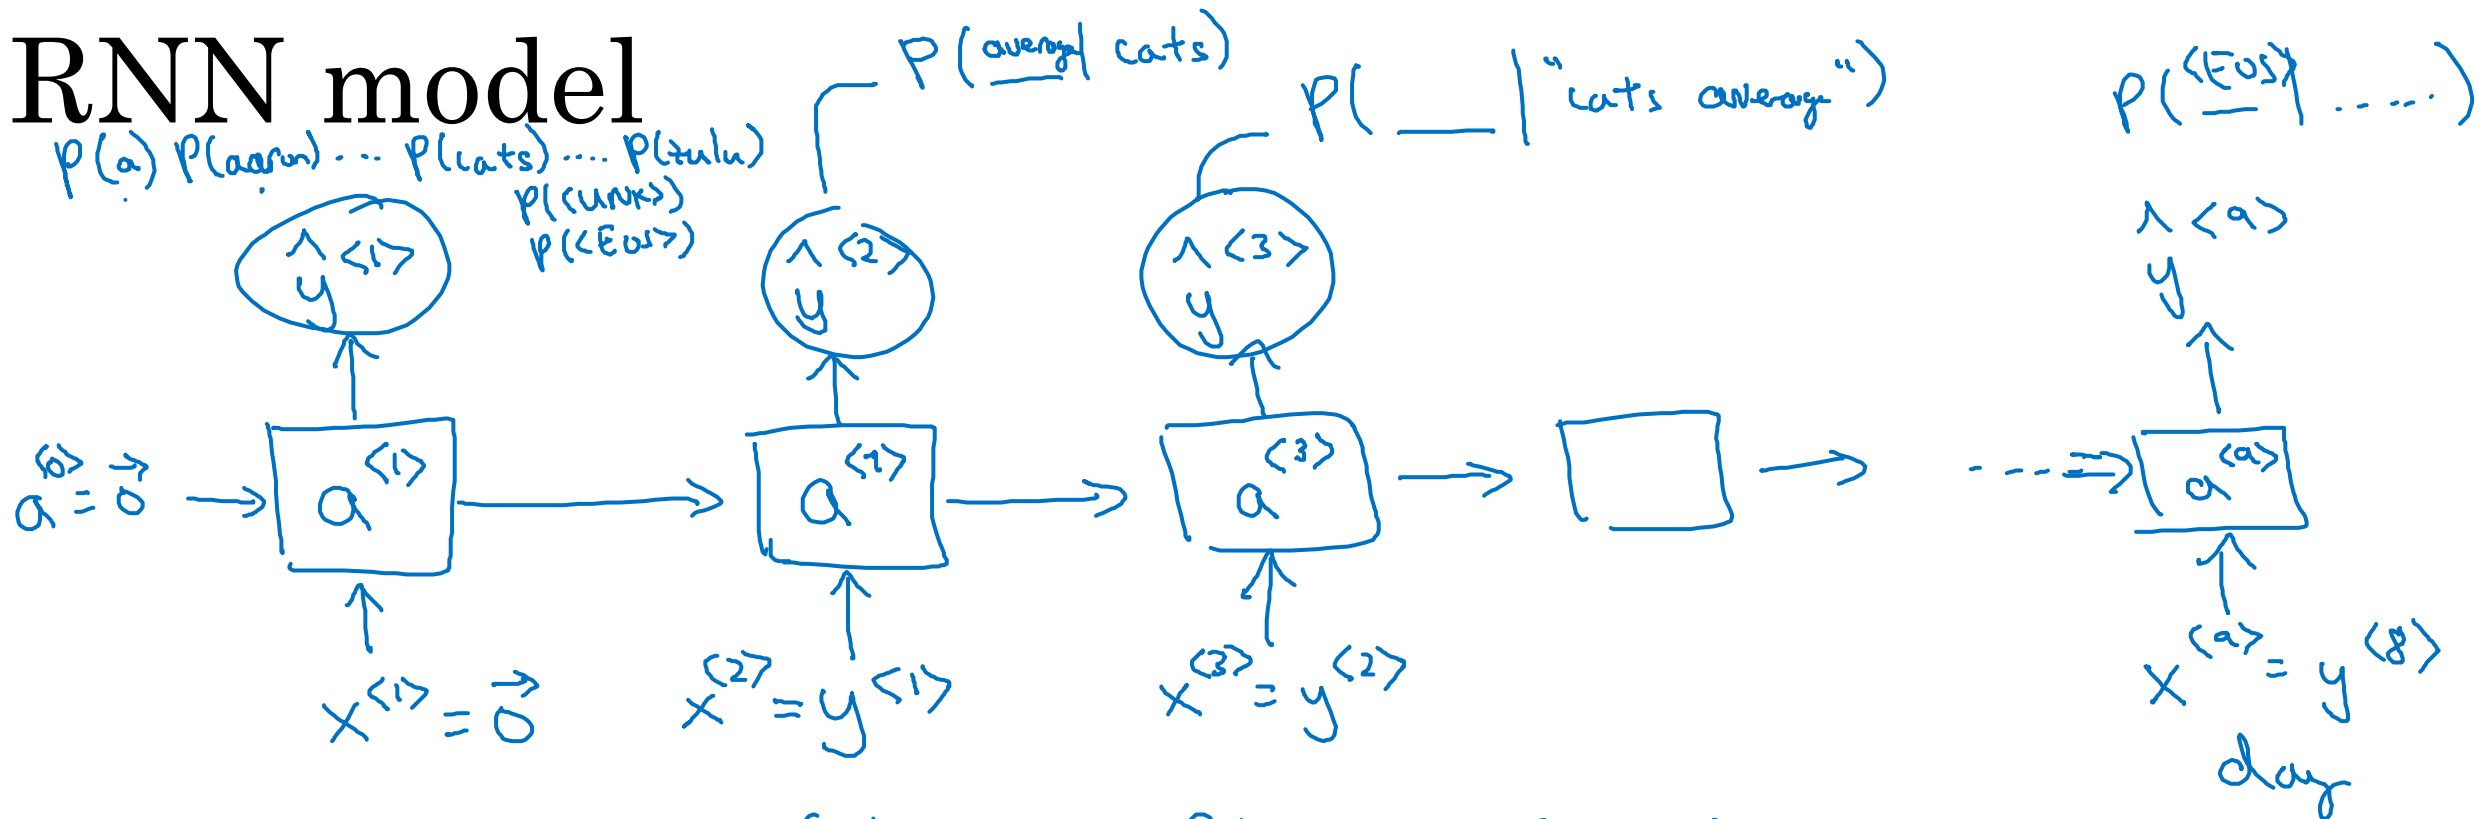 RNN model
P(average| cats)
P( ___ | "cats average")
P(<EOS>| ......)
P(a) P(aaron) ... P(cats) .... P(zulu)
P(<UNK>)
P(<EOS>)
ŷ<1>
ŷ<2>
ŷ<3>
ŷ<9>
a<0> = 0⃗
a<1>
a<1>
a<3>
a<9>
x<1> = 0⃗
x<2> = y<1>
x<3> = y<2>
x<9> = y<8>
day